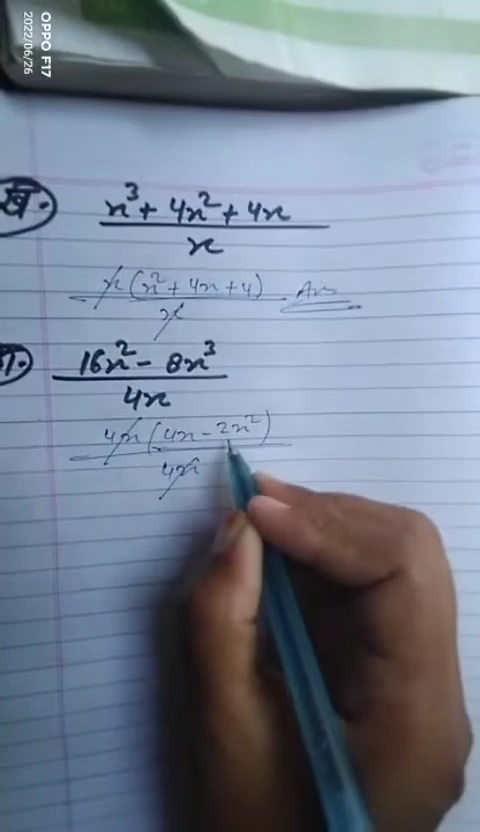 OPPO F17
2022/06/26
ख.
x³ + 4x² + 4x
x
x (x² + 4x + 4) Ans
x
ग.
16x² - 8x³
4x
4x (4x - 2x²)
4x